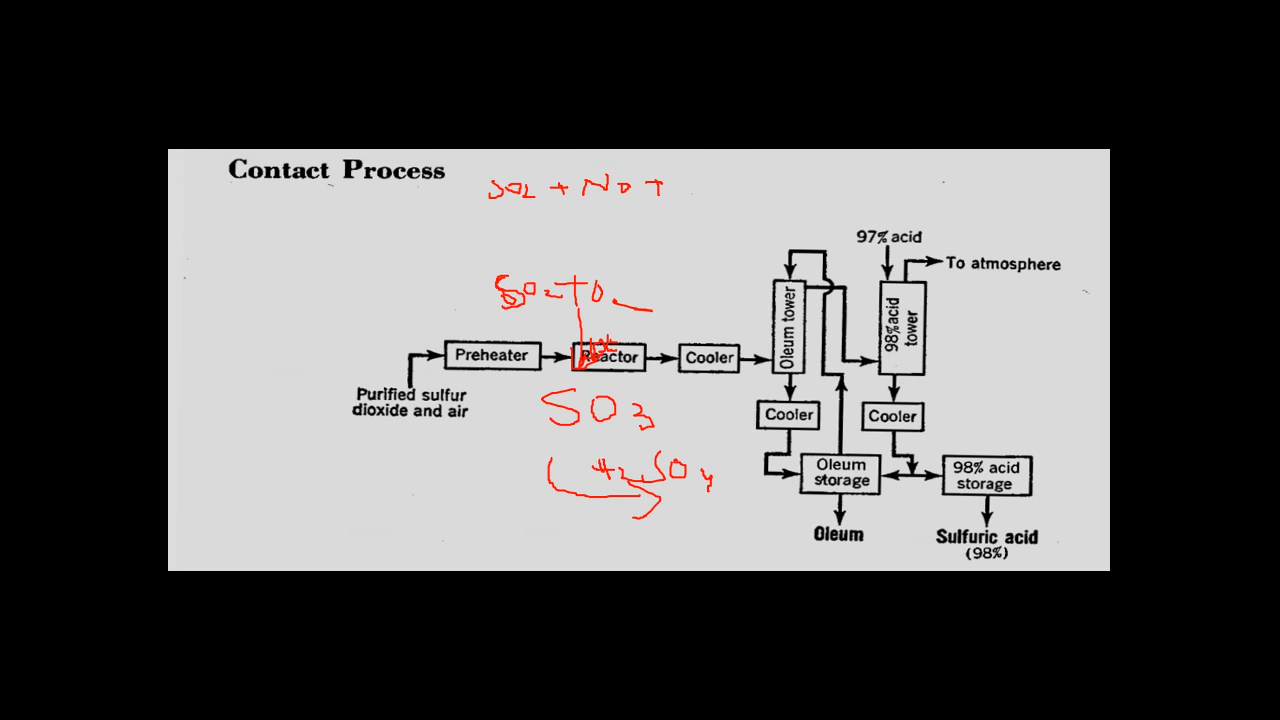 Contact Process
SO2 + NO +
97% acid
To atmosphere
Oleum tower
98% acid
tower
SO2 + O2
Preheater
Reactor
Cooler
Purified sulfur
dioxide and air
SO3
Cooler
Cooler
H2SO4
Oleum
storage
98% acid
storage
Oleum
Sulfuric acid
(98%)